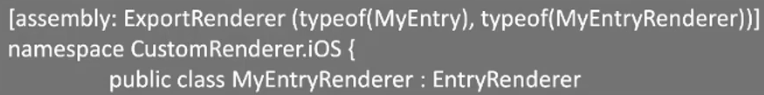 [assembly: ExportRenderer (typeof(MyEntry), typeof(MyEntryRenderer))]
namespace CustomRenderer.iOS {
public class MyEntryRenderer : EntryRenderer